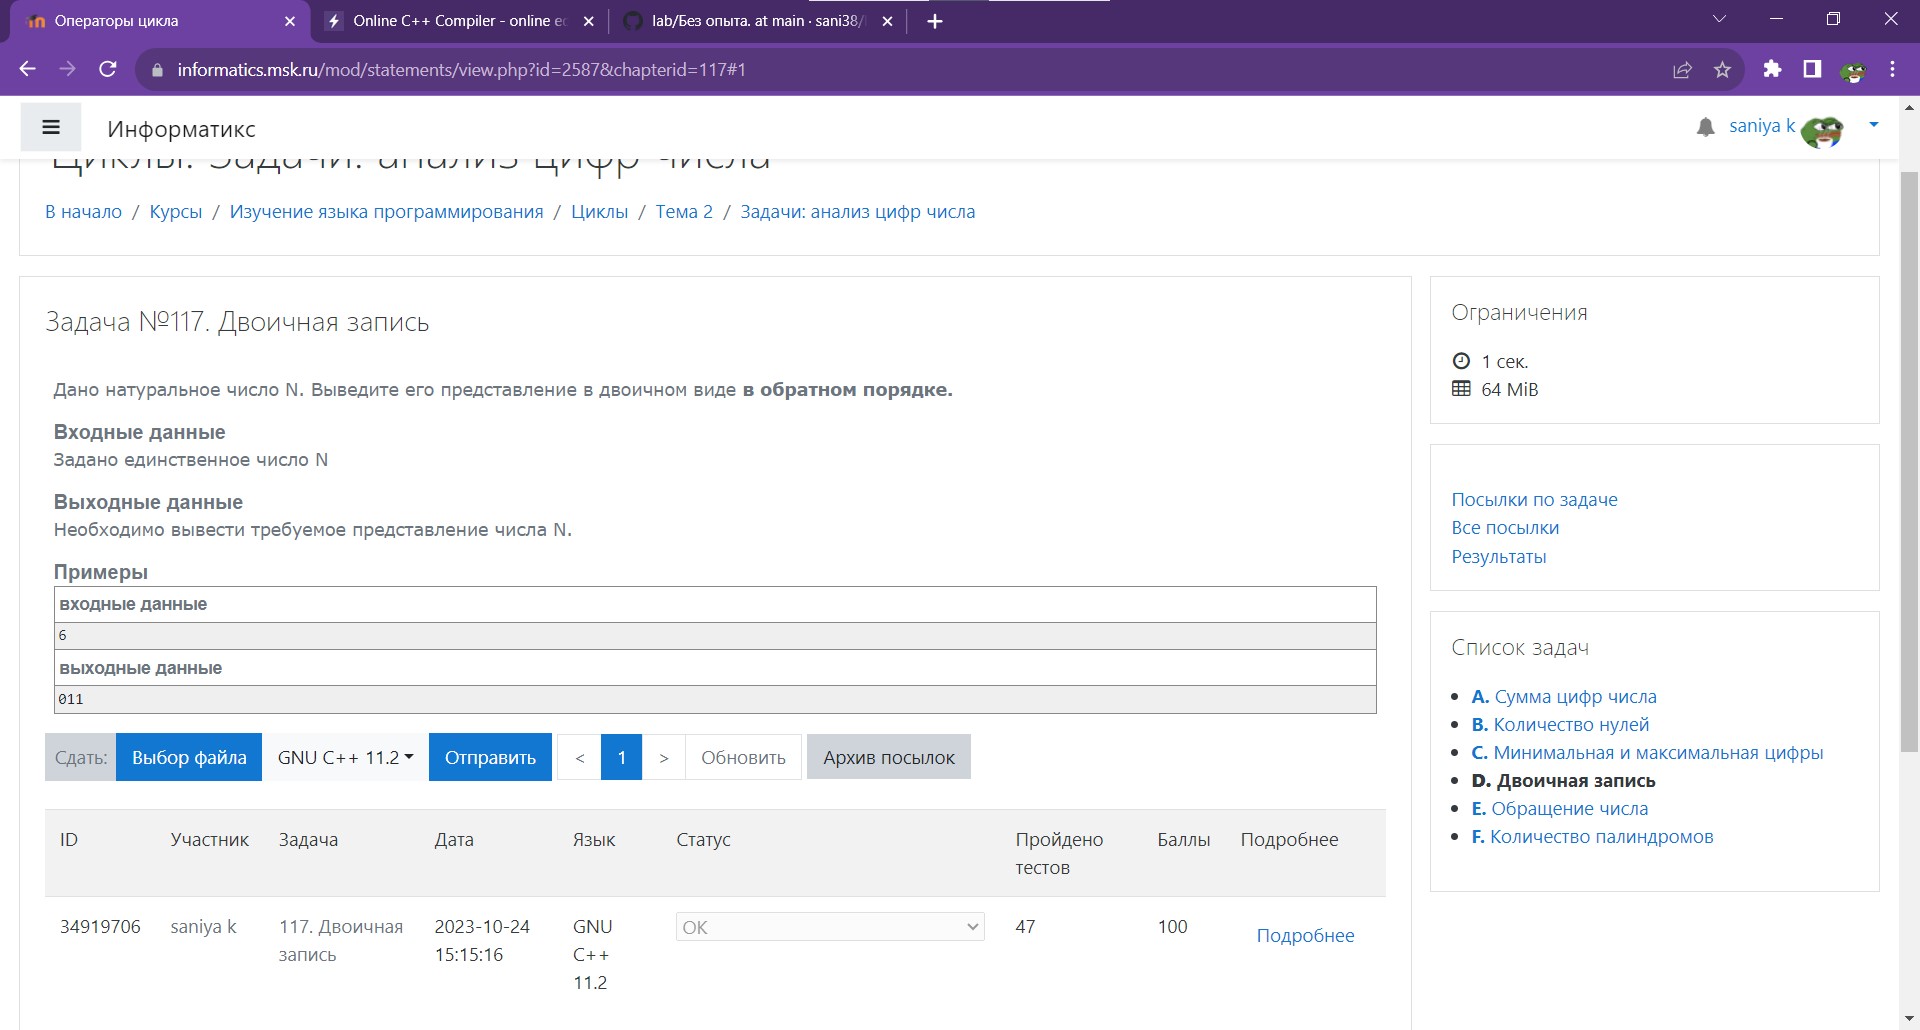 Операторы цикла
Online C++ Compiler - online e
lab/Без опыта. at main · sani38/
informatics.msk.ru/mod/statements/view.php?id=2587&chapterid=117#1
Информатикс
saniya k
Циклы: Задачи: анализ цифр числа
В начало / Курсы / Изучение языка программирования / Циклы / Тема 2 / Задачи: анализ цифр числа
Задача №117. Двоичная запись
Дано натуральное число N. Выведите его представление в двоичном виде в обратном порядке.
Входные данные
Задано единственное число N
Выходные данные
Необходимо вывести требуемое представление числа N.
Примеры
входные данные
6
выходные данные
011
Сдать: Выбор файла GNU C++ 11.2 Отправить < 1 > Обновить Архив посылок
ID Участник Задача Дата Язык Статус Пройдено тестов Баллы Подробнее
34919706 saniya k 117. Двоичная запись 2023-10-24 15:15:16 GNU C++ 11.2 OK 47 100 Подробнее
Ограничения
1 сек.
64 MiB
Посылки по задаче
Все посылки
Результаты
Список задач
A. Сумма цифр числа
B. Количество нулей
C. Минимальная и максимальная цифры
D. Двоичная запись
E. Обращение числа
F. Количество палиндромов